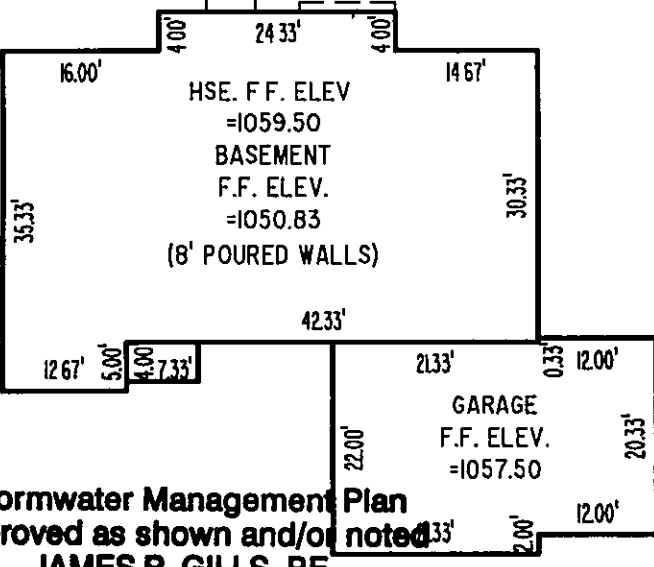 4.00'
24.33'
4.00'
16.00'
14.67'
HSE. F F. ELEV
=1059.50
BASEMENT
F.F. ELEV.
=1050.83
(8' POURED WALLS)
35.33'
30.33'
42.33'
12.67'
5.00'
4.00
7.33'
21.33'
0.33'
12.00'
GARAGE
F.F. ELEV.
=1057.50
22.00'
20.33'
12.00'
2.00'
ormwater Management Plan
roved as shown and/or noted
.33'